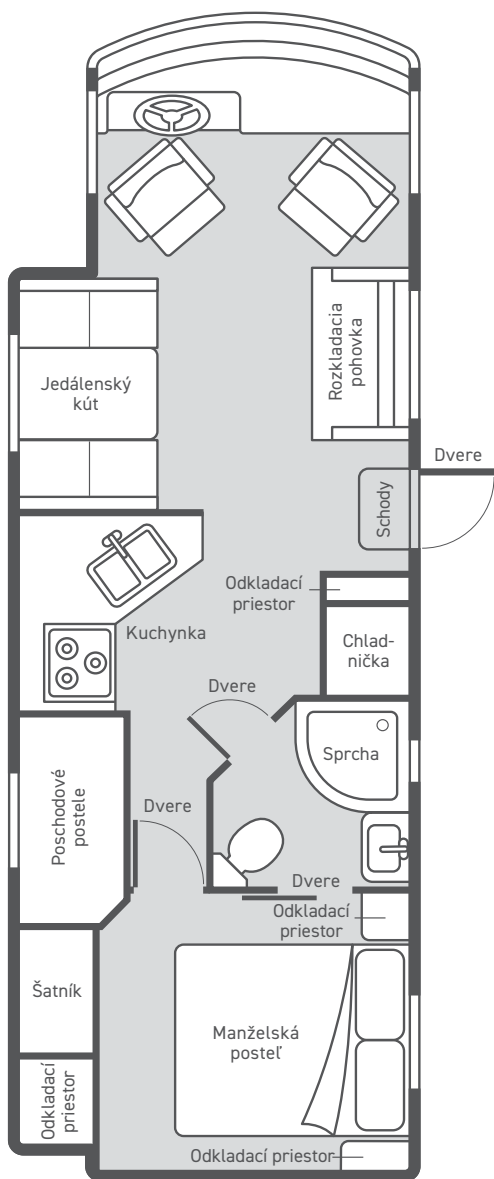 Jedálenský
kút
Rozkladacia
pohovka
Dvere
Schody
Odkladací
priestor
Kuchynka
Chlad-
nička
Dvere
Sprcha
Poschodové
postele
Dvere
Dvere
Odkladací
priestor
Šatník
Manželská
posteľ
Odkladací
priestor
Odkladací priestor